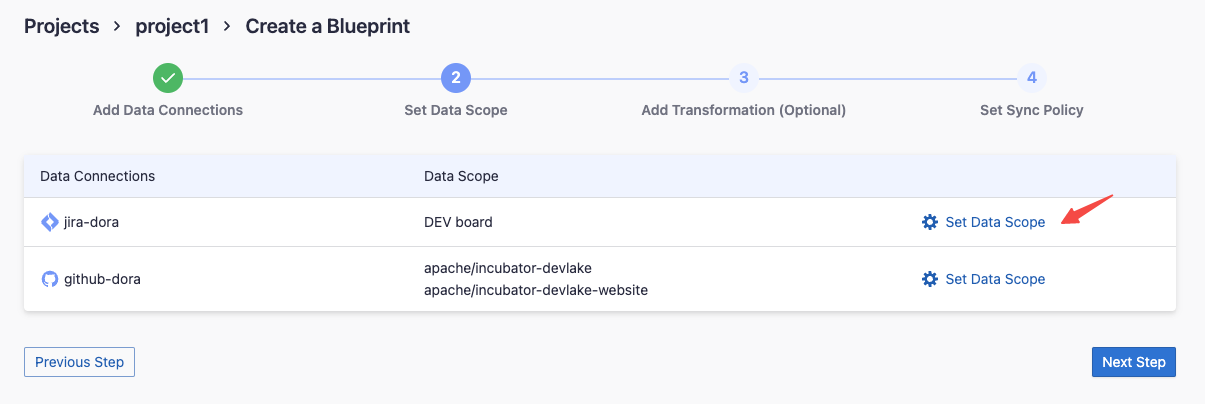 Projects > project1 > Create a Blueprint
2 3 4
Add Data Connections Set Data Scope Add Transformation (Optional) Set Sync Policy
Data Connections Data Scope
jira-dora DEV board Set Data Scope
github-dora apache/incubator-devlake Set Data Scope
apache/incubator-devlake-website
Previous Step Next Step